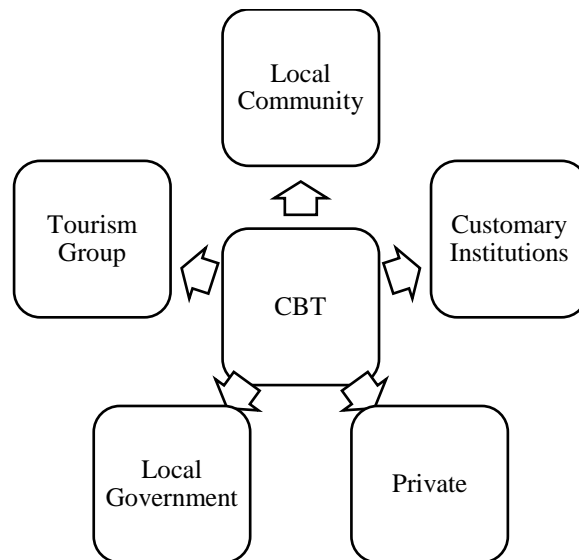 Local
Community
Tourism
Group
Customary
Institutions
CBT
Local
Government
Private